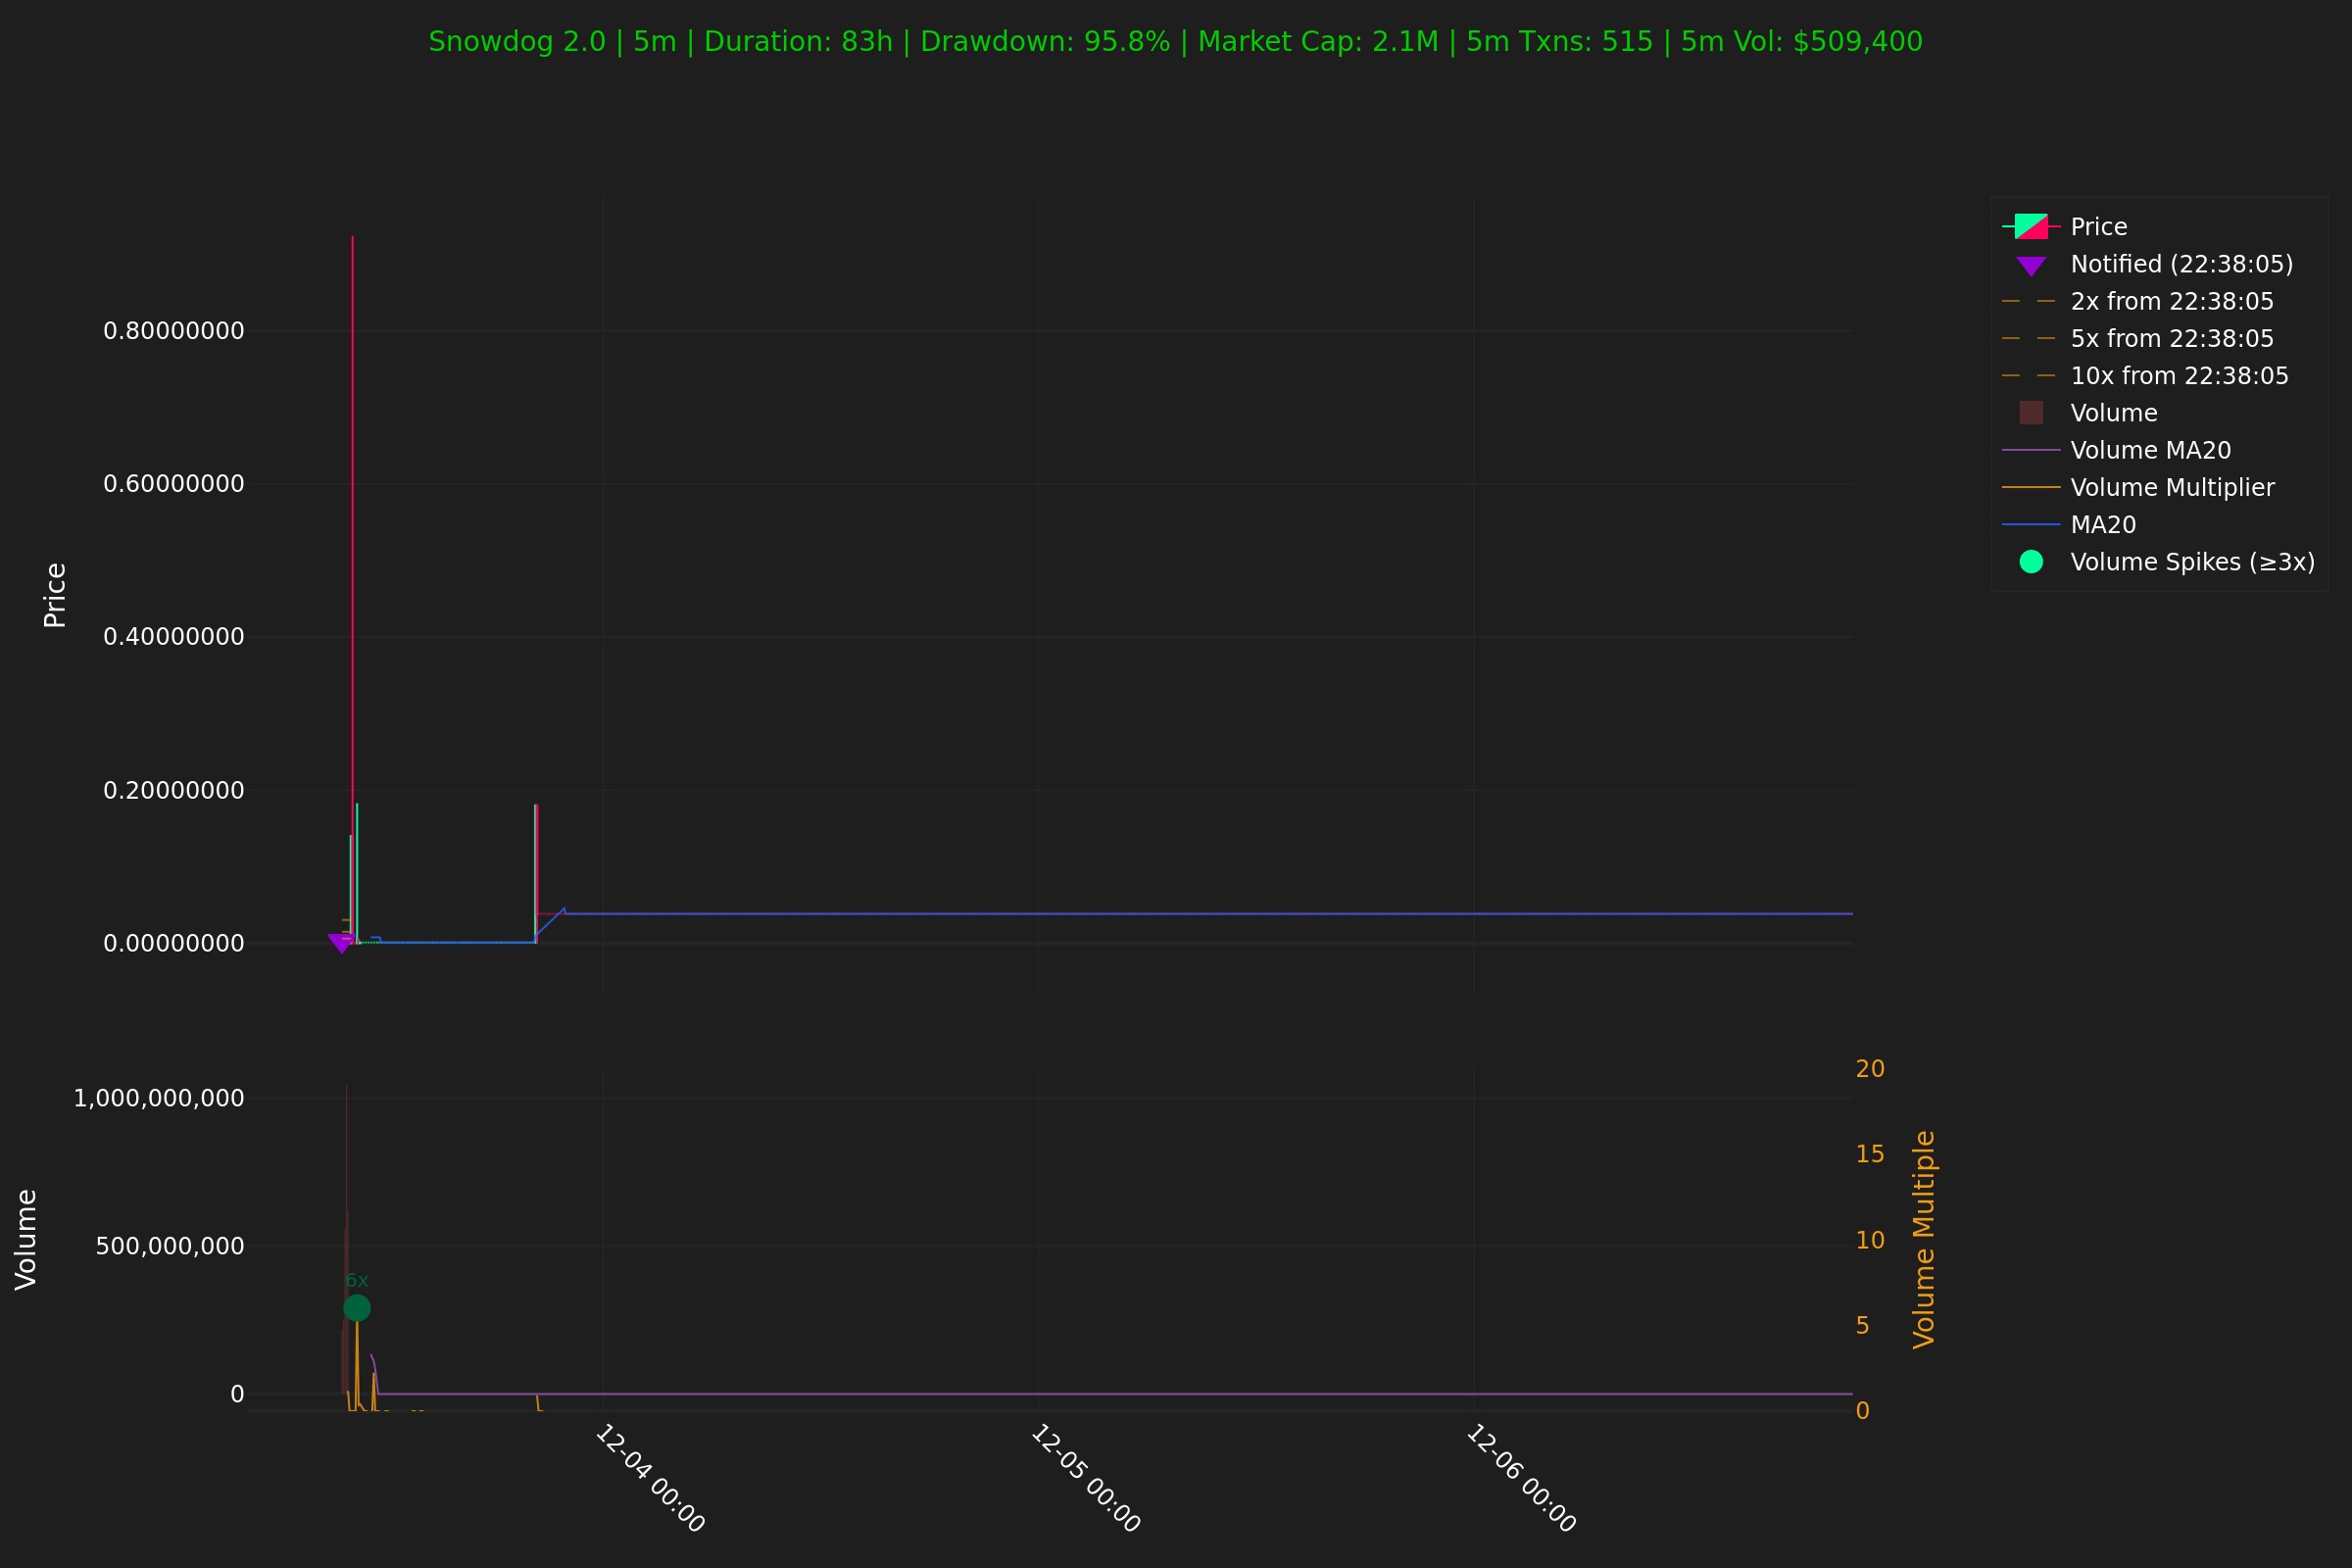 Snowdog 2.0 | 5m | Duration: 83h | Drawdown: 95.8% | Market Cap: 2.1M | 5m Txns: 515 | 5m Vol: $509,400
Price
0.80000000
0.60000000
0.40000000
0.20000000
0.00000000
Price
Notified (22:38:05)
2x from 22:38:05
5x from 22:38:05
10x from 22:38:05
Volume
Volume MA20
Volume Multiplier
MA20
Volume Spikes (≥3x)
Volume
1,000,000,000
500,000,000
0
6x
20
15
10
5
0
Volume Multiple
12-04 00:00
12-05 00:00
12-06 00:00